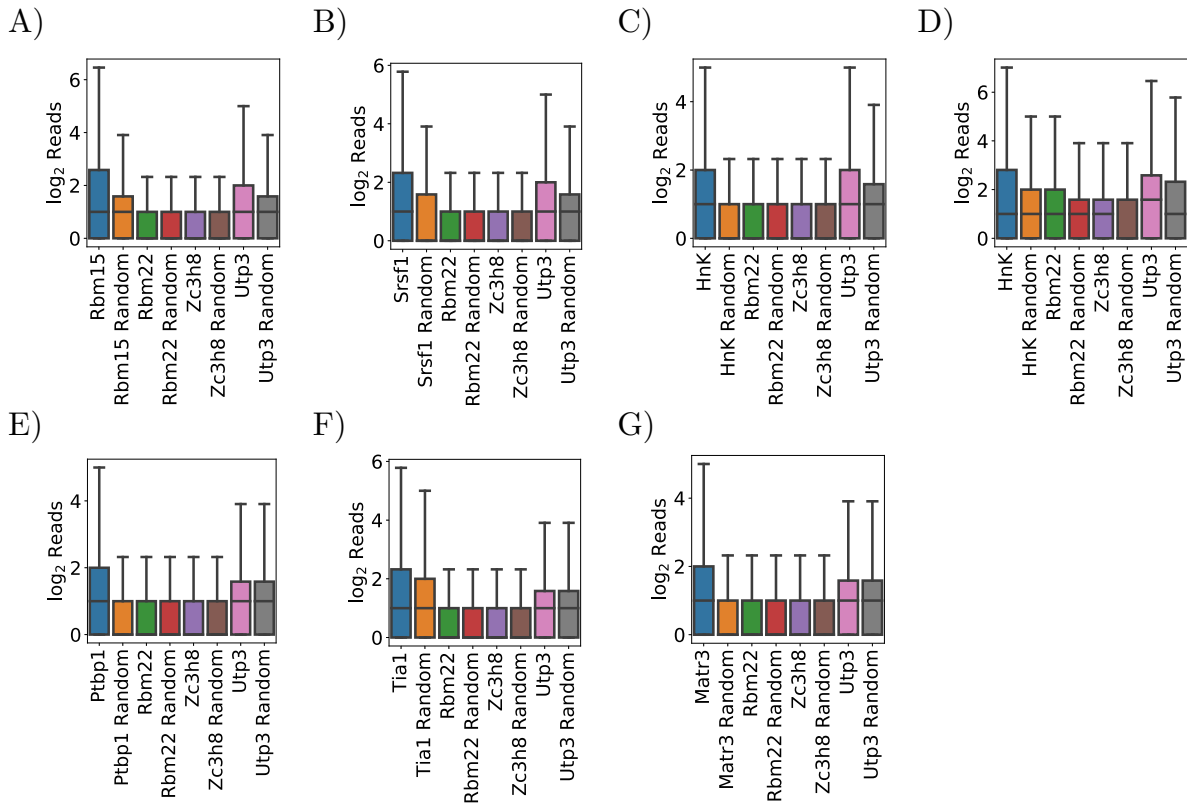 A)
log₂ Reads
6
4
2
0
Rbm15
Rbm15 Random
Rbm22
Rbm22 Random
Zc3h8
Zc3h8 Random
Utp3
Utp3 Random
B)
log₂ Reads
6
4
2
0
Srsf1
Srsf1 Random
Rbm22
Rbm22 Random
Zc3h8
Zc3h8 Random
Utp3
Utp3 Random
C)
log₂ Reads
4
2
0
HnK
HnK Random
Rbm22
Rbm22 Random
Zc3h8
Zc3h8 Random
Utp3
Utp3 Random
D)
log₂ Reads
6
4
2
0
HnK
HnK Random
Rbm22
Rbm22 Random
Zc3h8
Zc3h8 Random
Utp3
Utp3 Random
E)
log₂ Reads
4
2
0
Ptbp1
Ptbp1 Random
Rbm22
Rbm22 Random
Zc3h8
Zc3h8 Random
Utp3
Utp3 Random
F)
log₂ Reads
6
4
2
0
Tia1
Tia1 Random
Rbm22
Rbm22 Random
Zc3h8
Zc3h8 Random
Utp3
Utp3 Random
G)
log₂ Reads
4
2
0
Matr3
Matr3 Random
Rbm22
Rbm22 Random
Zc3h8
Zc3h8 Random
Utp3
Utp3 Random